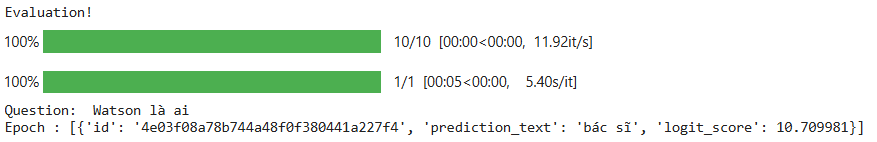 Evaluation!
100% 10/10 [00:00<00:00, 11.92it/s]
100% 1/1 [00:05<00:00, 5.40s/it]
Question:  Watson là ai
Epoch : [{'id': '4e03f08a78b744a48f0f380441a227f4', 'prediction_text': 'bác sĩ', 'logit_score': 10.709981}]